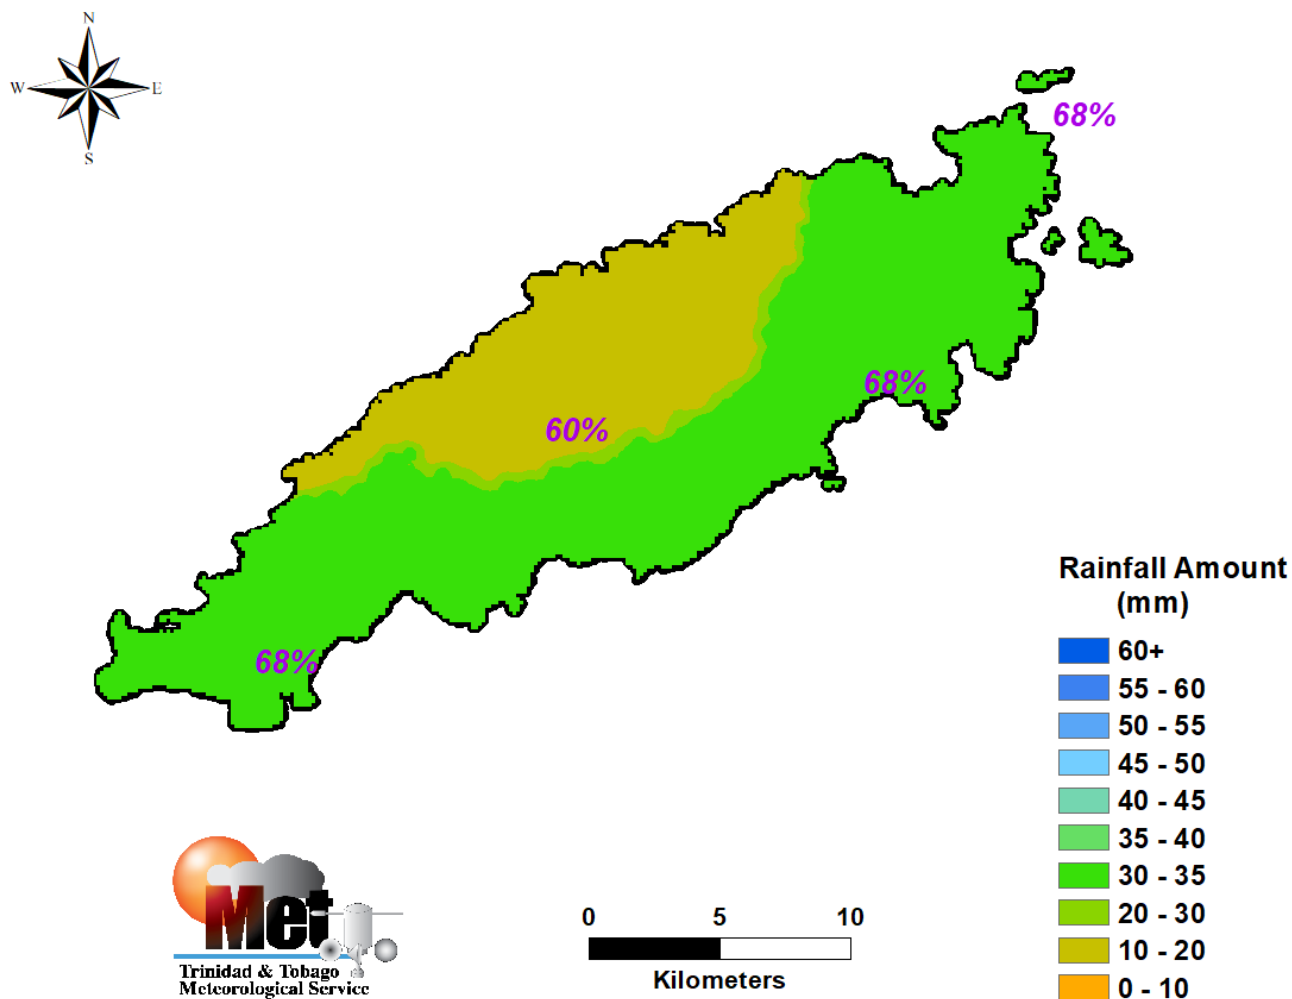 N
W
E
S
68%
68%
60%
68%
Rainfall Amount
(mm)
60+
55 - 60
50 - 55
45 - 50
40 - 45
35 - 40
30 - 35
20 - 30
10 - 20
0 - 10
Met
Trinidad & Tobago
Meteorological Service
0 5 10
Kilometers